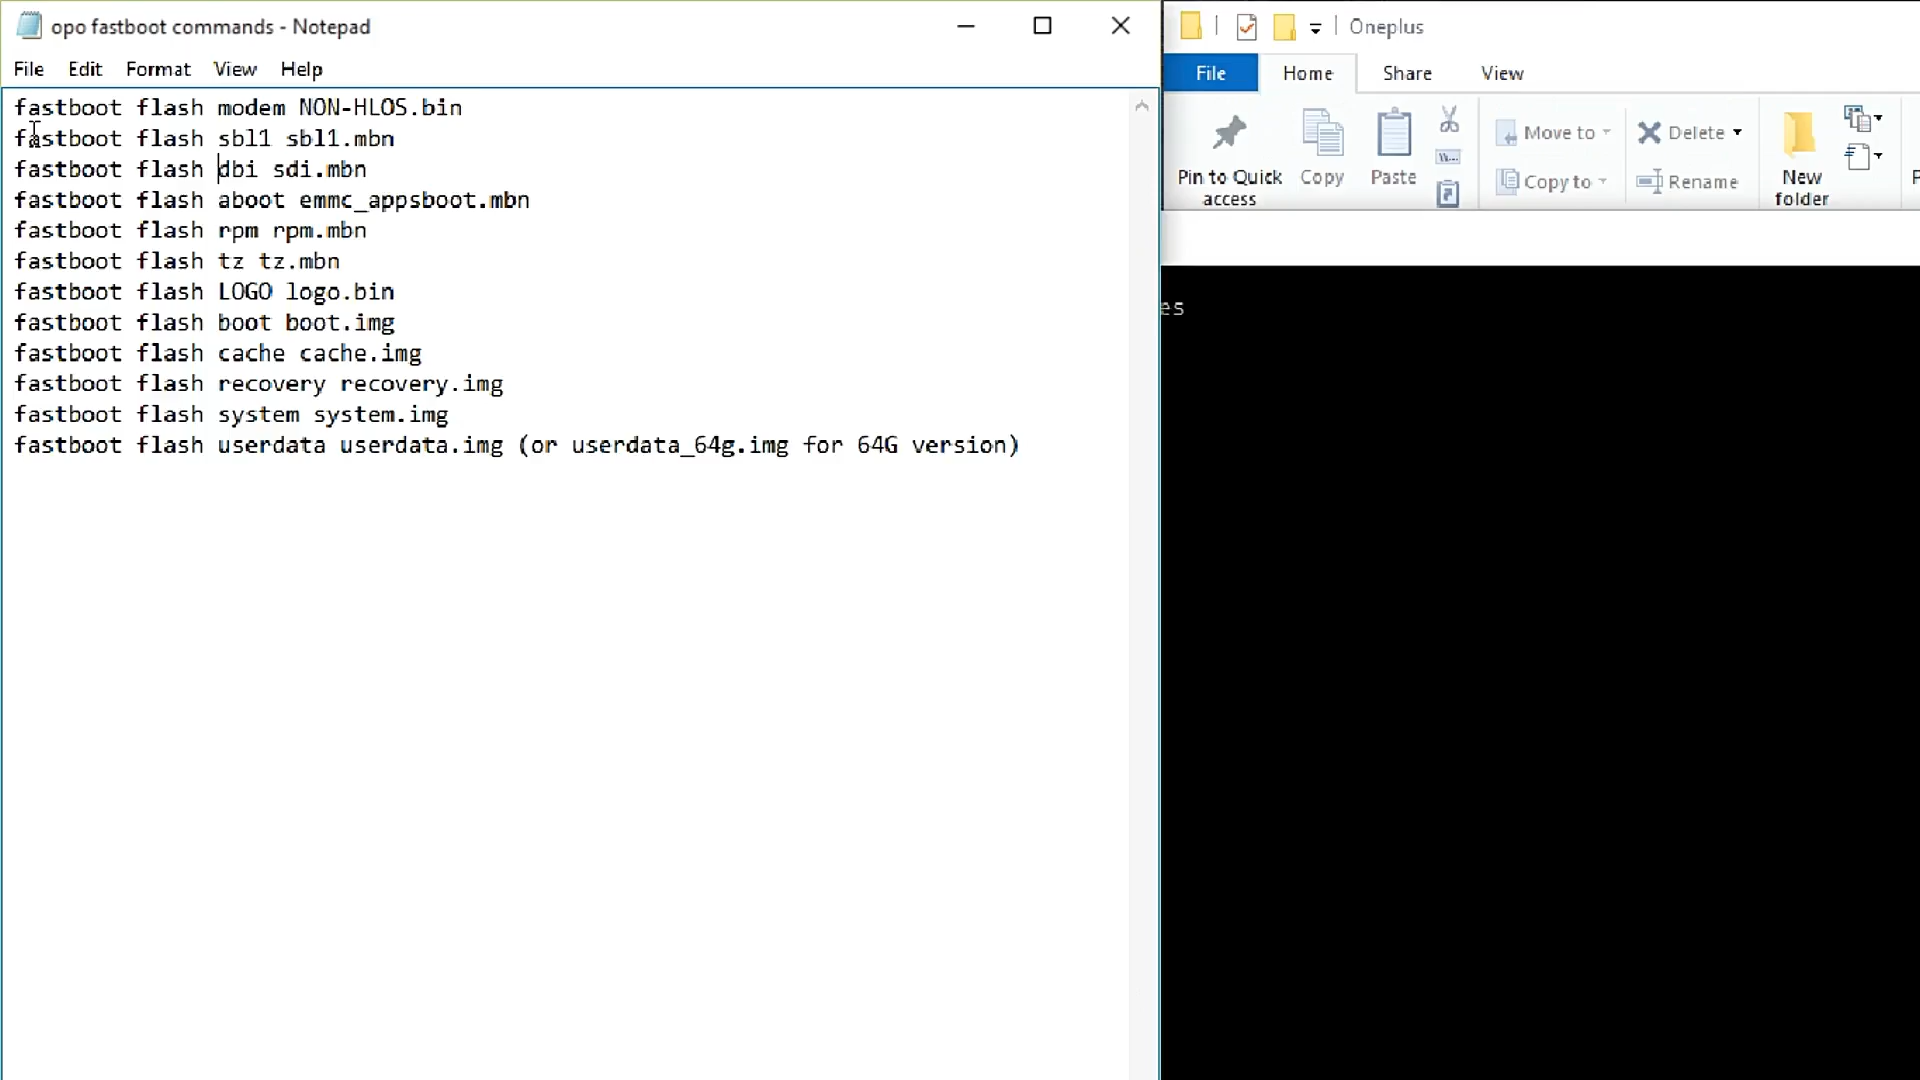 opo fastboot commands - Notepad
File Edit Format View Help
fastboot flash modem NON-HLOS.bin
fastboot flash sbl1 sbl1.mbn
fastboot flash dbi sdi.mbn
fastboot flash aboot emmc_appsboot.mbn
fastboot flash rpm rpm.mbn
fastboot flash tz tz.mbn
fastboot flash LOGO logo.bin
fastboot flash boot boot.img
fastboot flash cache cache.img
fastboot flash recovery recovery.img
fastboot flash system system.img
fastboot flash userdata userdata.img (or userdata_64g.img for 64G version)
Oneplus
File Home Share View
Pin to Quick access
Copy
Paste
Move to
Copy to
Delete
Rename
New folder
es